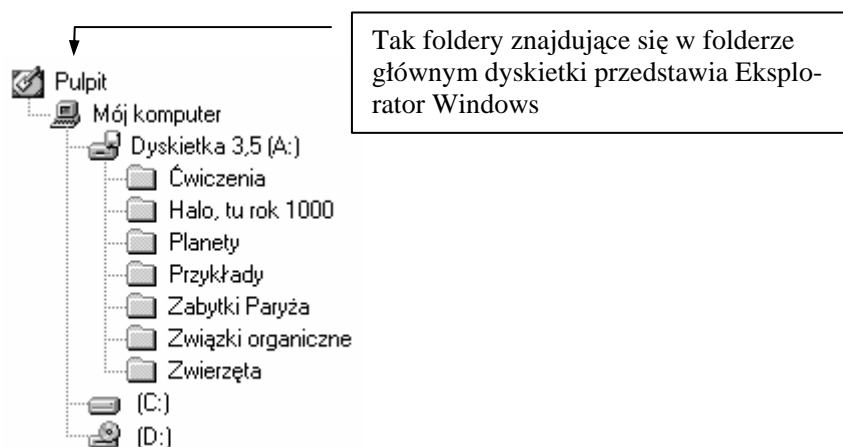 Tak foldery znajdujące się w folderze
głównym dyskietki przedstawia Eksplo-
rator Windows
Pulpit
Mój komputer
Dyskietka 3,5 (A:)
Ćwiczenia
Halo, tu rok 1000
Planety
Przykłady
Zabytki Paryża
Związki organiczne
Zwierzęta
(C:)
(D:)